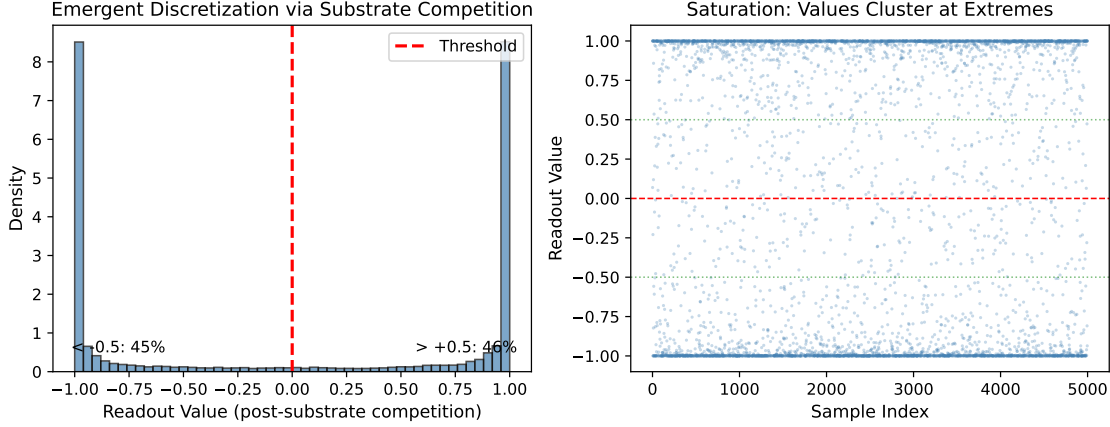 Emergent Discretization via Substrate Competition
Threshold
8
7
6
5
4
3
2
1
0
Density
< -0.5: 45%
> +0.5: 46%
−1.00 −0.75 −0.50 −0.25 0.00 0.25 0.50 0.75 1.00
Readout Value (post-substrate competition)
Saturation: Values Cluster at Extremes
1.00
0.75
0.50
0.25
0.00
−0.25
−0.50
−0.75
−1.00
Readout Value
0 1000 2000 3000 4000 5000
Sample Index